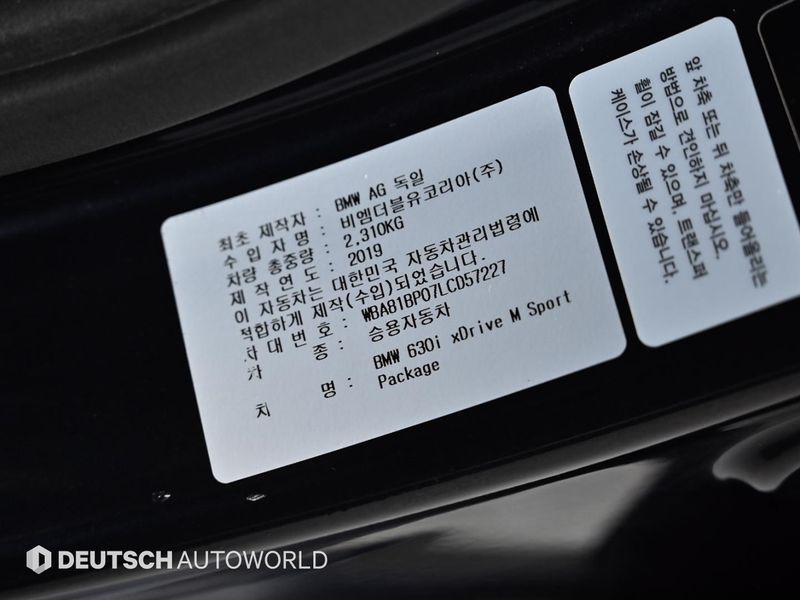 최초 제작자 : BMW AG 독일
수입자명 : 비엠더블유코리아(주)
차량 총중량 : 2.310KG
제작연도 : 2019
이 자동차는 대한민국 자동차관리법령에
적합하게 제작(수입)되었습니다.
차대번호 : WBA81BP07LCD57227
차 종 : 승용자동차
차 명 : BMW 630i xDrive M Sport
Package
앞 차축 또는 뒤 차축만 들어올리는
방법으로 견인하지 마십시오.
휠이 잠길 수 있으며, 트랜스퍼
케이스가 손상될 수 있습니다.
DEUTSCH AUTOWORLD